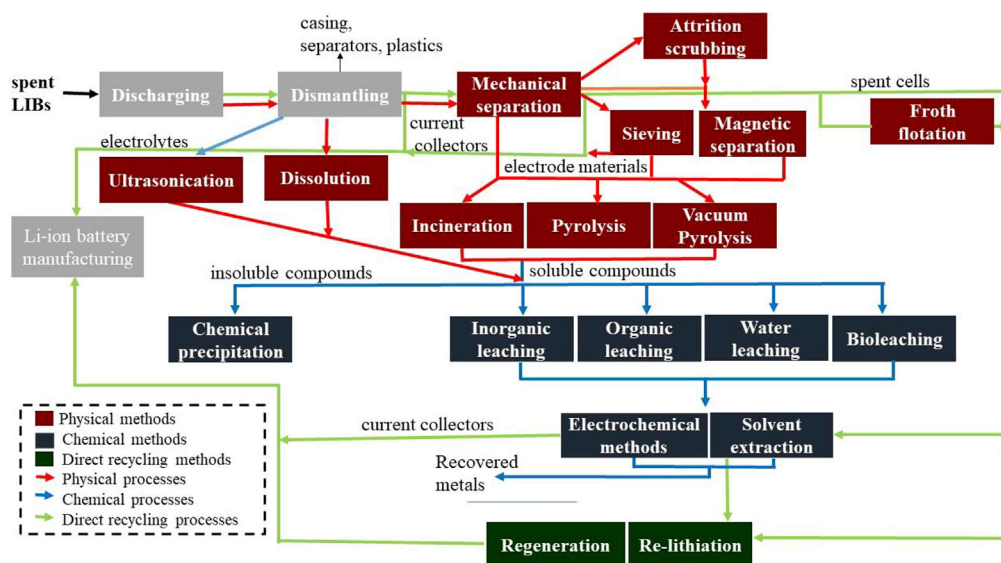 casing,
separators, plastics
Attrition
scrubbing
spent
LIBs
Discharging
Dismantling
Mechanical
separation
spent cells
current
collectors
Sieving
Magnetic
separation
Froth
flotation
electrolytes
electrode materials
Ultrasonication
Dissolution
Incineration
Pyrolysis
Vacuum
Pyrolysis
Li-ion battery
manufacturing
insoluble compounds
soluble compounds
Chemical
precipitation
Inorganic
leaching
Organic
leaching
Water
leaching
Bioleaching
Physical methods
Chemical methods
Direct recycling methods
Physical processes
Chemical processes
Direct recycling processes
current collectors
Electrochemical
methods
Solvent
extraction
Recovered
metals
Regeneration
Re-lithiation